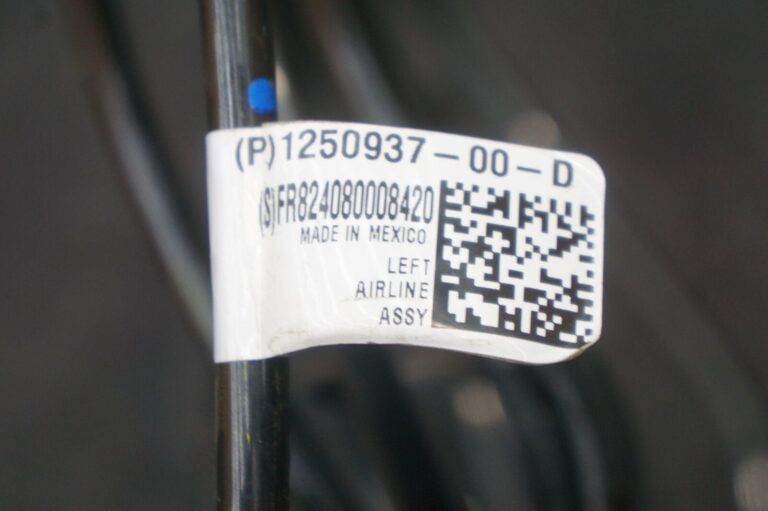 (P)1250937-00-D
(S)FR824080008420
MADE IN MEXICO
LEFT
AIRLINE
ASSY